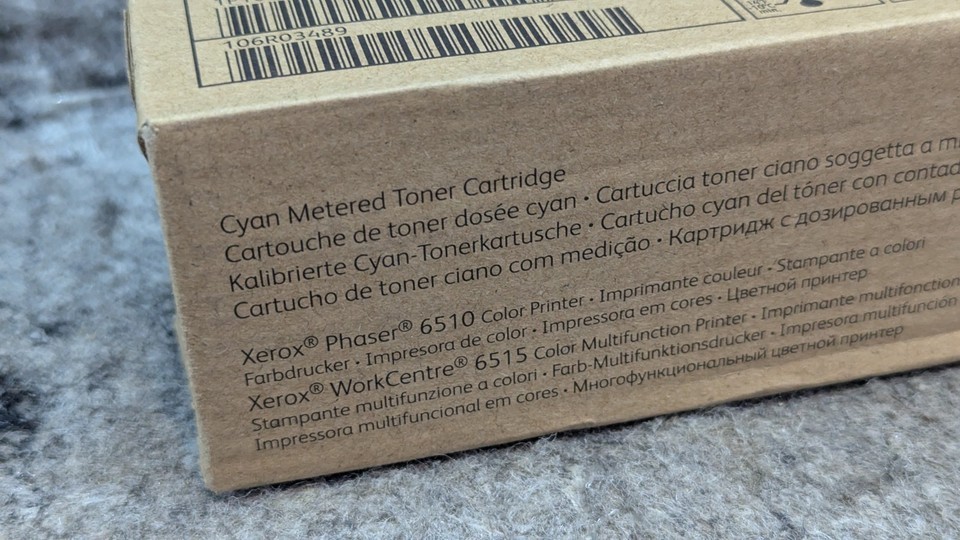 106R03489
Cyan Metered Toner Cartridge
Cartouche de toner dosée cyan • Cartuccia toner ciano soggetta a
Kalibrierte Cyan-Tonerkartusche • Cartucho cyan del tóner con
Cartucho de toner ciano com medição • Картридж с дозированным
Xerox® Phaser® 6510 Color Printer • Imprimante couleur • Stampante a colori
Farbdrucker • Impresora de color • Impressora em cores • Цветной принтер
Xerox® WorkCentre® 6515 Color Multifunction Printer • Imprimante
Stampante multifunzione a colori • Farb-Multifunktionsdrucker • Impresora multifunción
Impressora multifuncional em cores • Многофункциональный цветной принтер